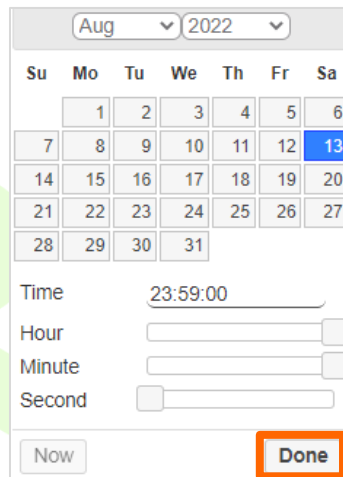 Aug 2022
Su Mo Tu We Th Fr Sa
1 2 3 4 5 6
7 8 9 10 11 12 13
14 15 16 17 18 19 20
21 22 23 24 25 26 27
28 29 30 31
Time 23:59:00
Hour
Minute
Second
Now Done